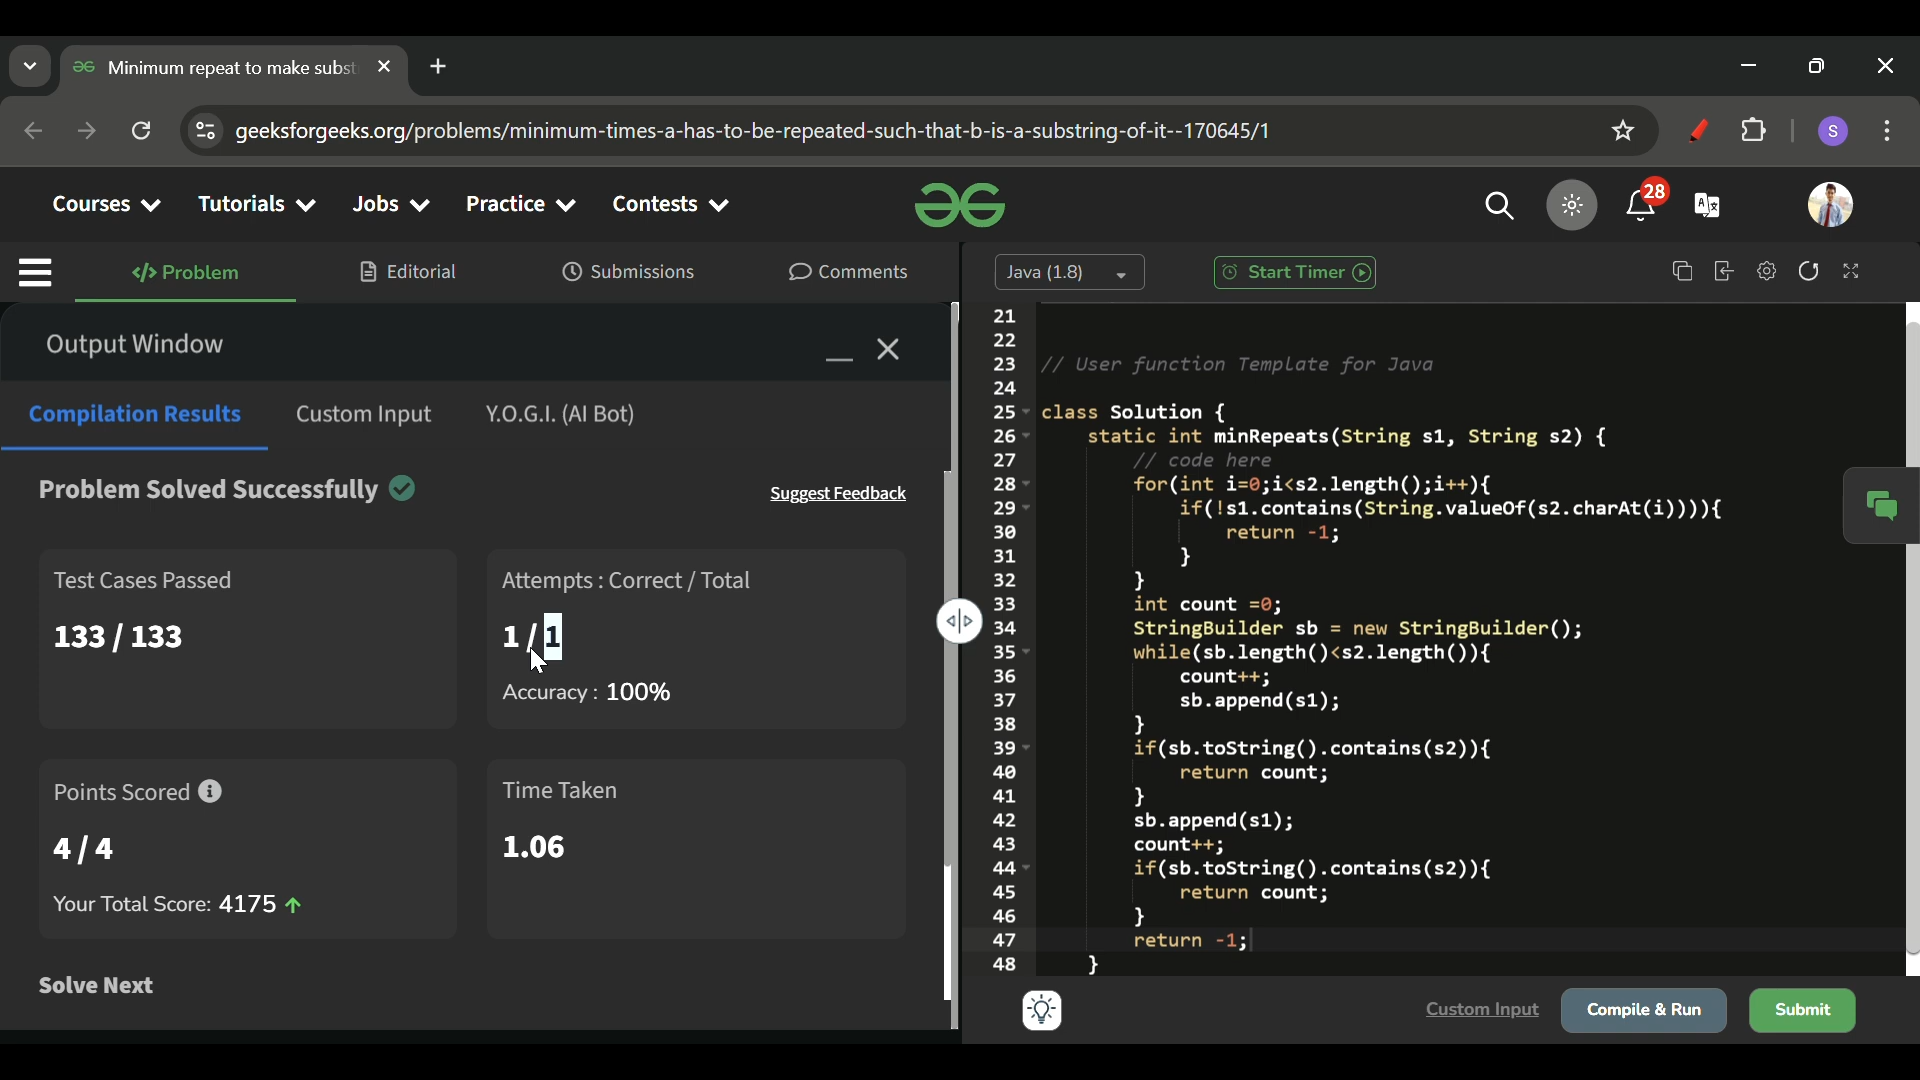 Minimum repeat to make subst
geeksforgeeks.org/problems/minimum-times-a-has-to-be-repeated-such-that-b-is-a-substring-of-it--170645/1
S
Courses
Tutorials
Jobs
Practice
Contests
28
</> Problem
Editorial
Submissions
Comments
Java (1.8)
Start Timer
Output Window
Compilation Results
Custom Input
Y.O.G.I. (AI Bot)
Problem Solved Successfully
Suggest Feedback
Test Cases Passed
133 / 133
Attempts : Correct / Total
1 / 1
Accuracy : 100%
Points Scored
4 / 4
Your Total Score: 4175
Time Taken
1.06
Solve Next
21
22
23 // User function Template for Java
24
25 class Solution {
26 static int minRepeats(String s1, String s2) {
27 // code here
28 for(int i=0;i<s2.length();i++){
29 if(!s1.contains(String.valueOf(s2.charAt(i)))){
30 return -1;
31 }
32 }
33 int count =0;
34 StringBuilder sb = new StringBuilder();
35 while(sb.length()<s2.length()){
36 count++;
37 sb.append(s1);
38 }
39 if(sb.toString().contains(s2)){
40 return count;
41 }
42 sb.append(s1);
43 count++;
44 if(sb.toString().contains(s2)){
45 return count;
46 }
47 return -1;
48 }
Custom Input
Compile & Run
Submit